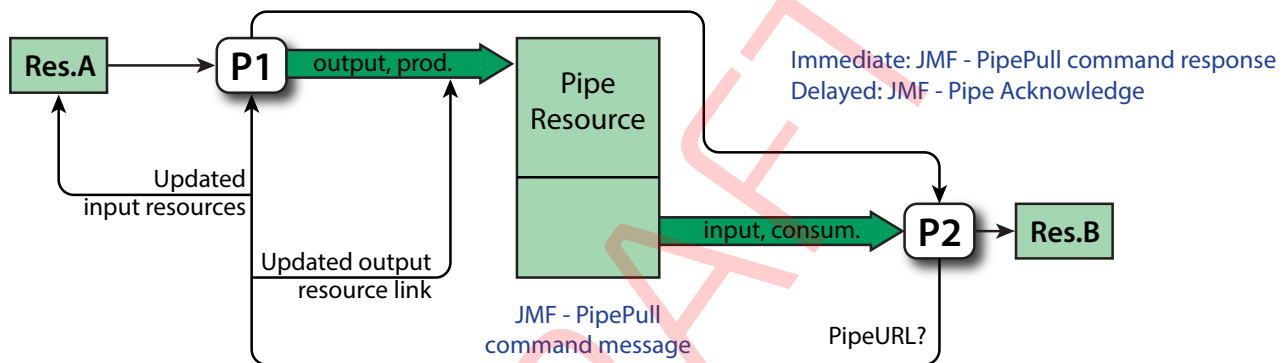 Res.A
P1
output, prod.
Pipe
Resource
Immediate: JMF - PipePull command response
Delayed: JMF - Pipe Acknowledge
Updated
input resources
input, consum.
P2
Res.B
Updated output
resource link
JMF - PipePull
command message
PipeURL?
DRAFT